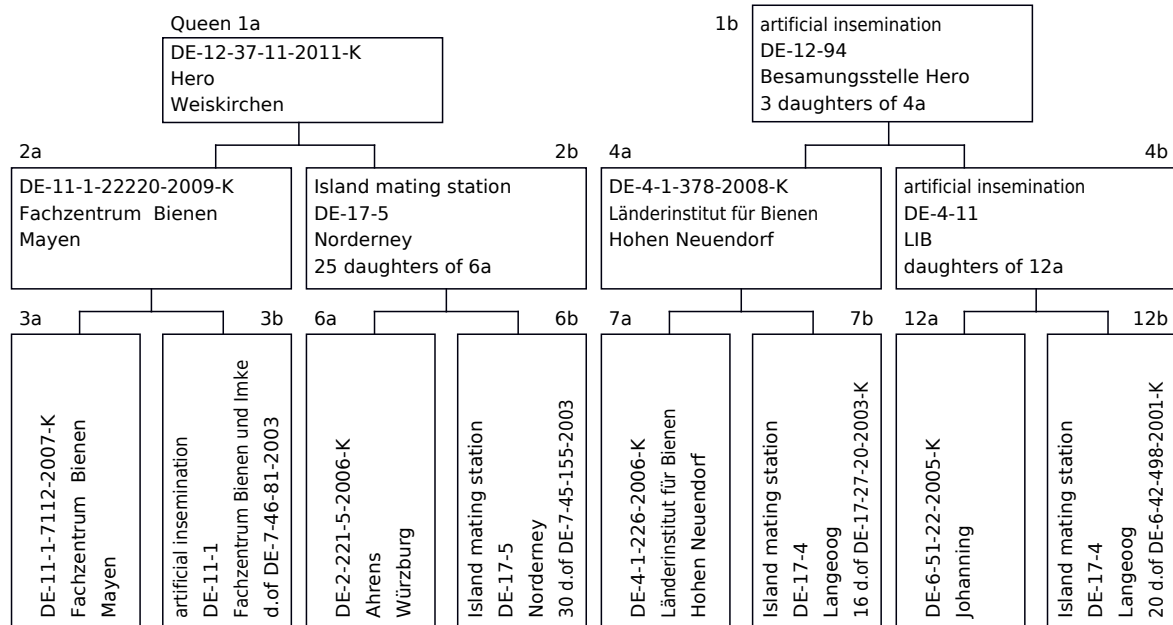 Queen 1a
DE-12-37-11-2011-K
Hero
Weiskirchen
1b
artificial insemination
DE-12-94
Besamungsstelle Hero
3 daughters of 4a
2a
DE-11-1-22220-2009-K
Fachzentrum Bienen
Mayen
2b
Island mating station
DE-17-5
Norderney
25 daughters of 6a
4a
DE-4-1-378-2008-K
Länderinstitut für Bienen
Hohen Neuendorf
4b
artificial insemination
DE-4-11
LIB
daughters of 12a
3a
DE-11-1-7112-2007-K
Fachzentrum Bienen
Mayen
3b
artificial insemination
DE-11-1
Fachzentrum Bienen und Imke
d.of DE-7-46-81-2003
6a
DE-2-221-5-2006-K
Ahrens
Würzburg
6b
Island mating station
DE-17-5
Norderney
30 d.of DE-7-45-155-2003
7a
DE-4-1-226-2006-K
Länderinstitut für Bienen
Hohen Neuendorf
7b
Island mating station
DE-17-4
Langeoog
16 d.of DE-17-27-20-2003-K
12a
DE-6-51-22-2005-K
Johanning
12b
Island mating station
DE-17-4
Langeoog
20 d.of DE-6-42-498-2001-K